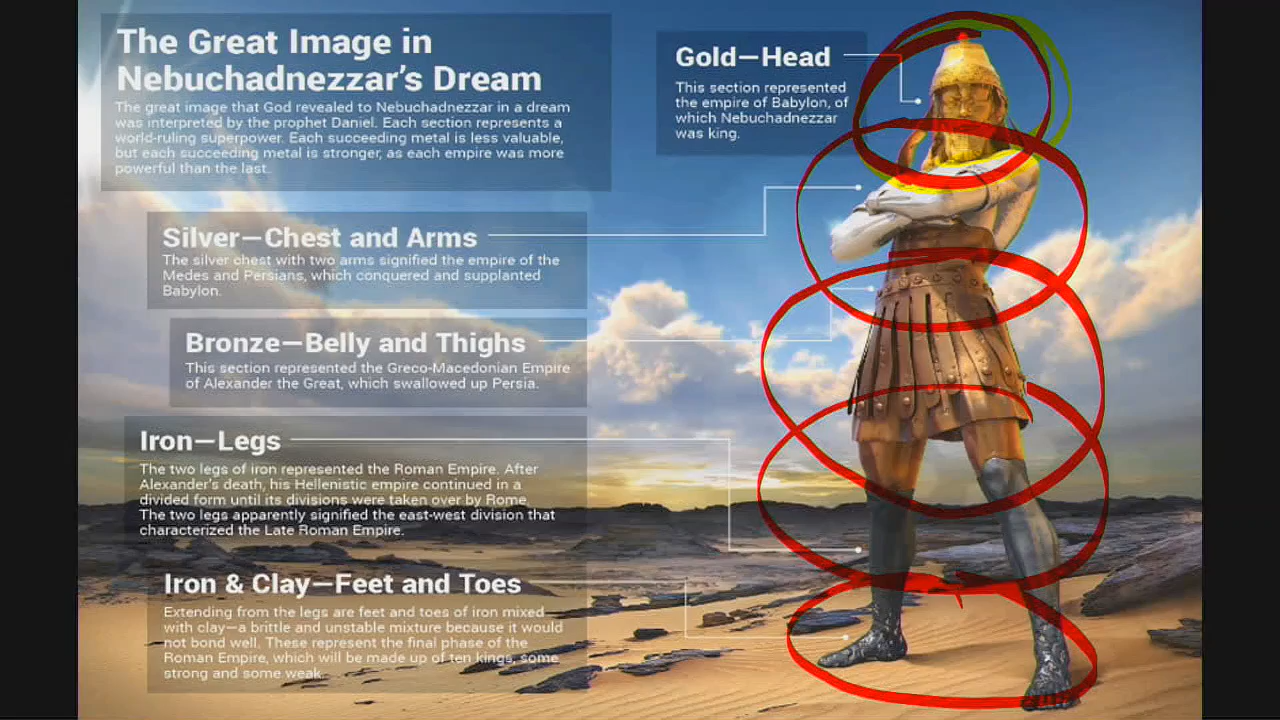 The Great Image in
Nebuchadnezzar's Dream
The great image that God revealed to Nebuchadnezzar in a dream
was interpreted by the prophet Daniel. Each section represents a
world-ruling superpower. Each succeeding metal is less valuable,
but each succeeding metal is stronger, as each empire was more
powerful than the last.
Gold—Head
This section represented
the empire of Babylon, of
which Nebuchadnezzar
was king.
Silver—Chest and Arms
The silver chest with two arms signified the empire of the
Medes and Persians, which conquered and supplanted
Babylon.
Bronze—Belly and Thighs
This section represented the Greco-Macedonian Empire
of Alexander the Great, which swallowed up Persia.
Iron—Legs
The two legs of iron represented the Roman Empire. After
Alexander's death, his Hellenistic empire continued in a
divided form until its divisions were taken over by Rome.
The two legs apparently signified the east-west division that
characterized the Late Roman Empire.
Iron & Clay—Feet and Toes
Extending from the legs are feet and toes of iron mixed
with clay—a brittle and unstable mixture because it would
not bond well. These represent the final phase of the
Roman Empire, which will be made up of ten kings, some
strong and some weak.